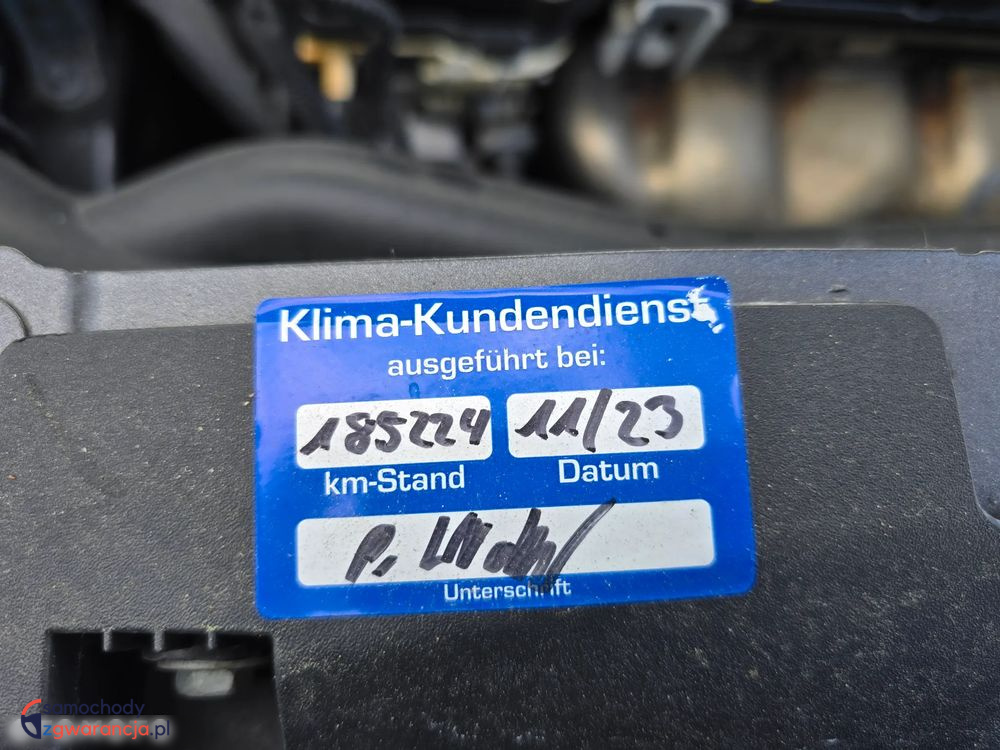 Klima-Kundendienst
ausgeführt bei:
185224 11/23
km-Stand Datum
P.
Unterschrift
samochody
zgwarancja.pl